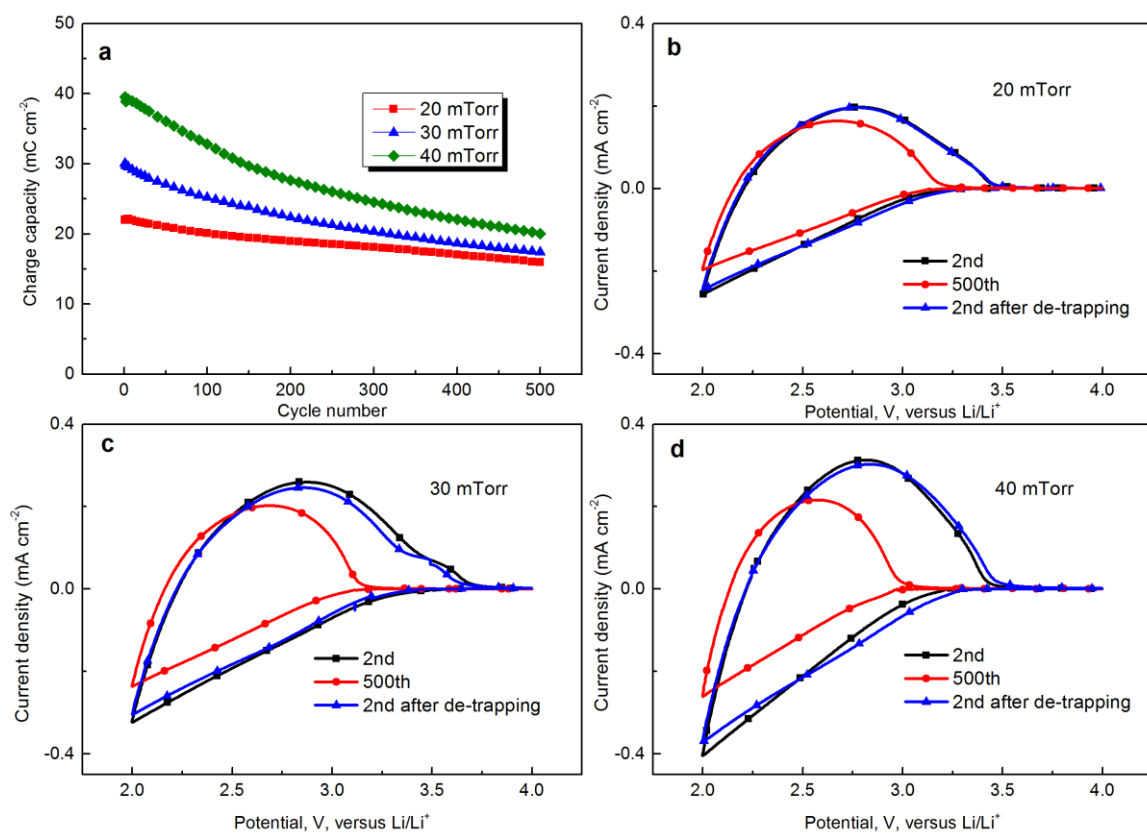 a
50
40
30
20
10
0
Charge capacity (mC cm⁻²)
20 mTorr
30 mTorr
40 mTorr
0 100 200 300 400 500
Cycle number
b
20 mTorr
0.4
0.0
-0.4
Current density (mA cm⁻²)
2nd
500th
2nd after de-trapping
2.0 2.5 3.0 3.5 4.0
Potential, V, versus Li/Li⁺
c
30 mTorr
0.4
0.0
-0.4
Current density (mA cm⁻²)
2nd
500th
2nd after de-trapping
2.0 2.5 3.0 3.5 4.0
Potential, V, versus Li/Li⁺
d
40 mTorr
0.4
0.0
-0.4
Current density (mA cm⁻²)
2nd
500th
2nd after de-trapping
2.0 2.5 3.0 3.5 4.0
Potential, V, versus Li/Li⁺